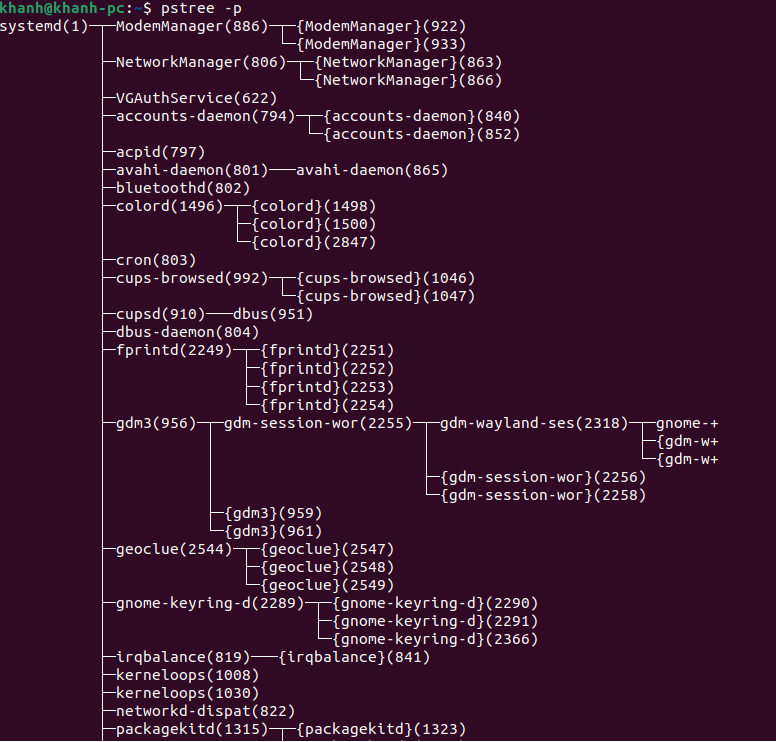 khanh@khanh-pc:~$ pstree -p
systemd(1)─┬─ModemManager(886)─┬─{ModemManager}(922)
           │                   └─{ModemManager}(933)
           ├─NetworkManager(806)─┬─{NetworkManager}(863)
           │                     └─{NetworkManager}(866)
           ├─VGAuthService(622)
           ├─accounts-daemon(794)─┬─{accounts-daemon}(840)
           │                      └─{accounts-daemon}(852)
           ├─acpid(797)
           ├─avahi-daemon(801)───avahi-daemon(865)
           ├─bluetoothd(802)
           ├─colord(1496)─┬─{colord}(1498)
           │              ├─{colord}(1500)
           │              └─{colord}(2847)
           ├─cron(803)
           ├─cups-browsed(992)─┬─{cups-browsed}(1046)
           │                   └─{cups-browsed}(1047)
           ├─cupsd(910)───dbus(951)
           ├─dbus-daemon(804)
           ├─fprintd(2249)─┬─{fprintd}(2251)
           │               ├─{fprintd}(2252)
           │               ├─{fprintd}(2253)
           │               └─{fprintd}(2254)
           ├─gdm3(956)─┬─gdm-session-wor(2255)─┬─gdm-wayland-ses(2318)─┬─gnome-+
           │           │                       │                       ├─{gdm-w+
           │           │                       │                       └─{gdm-w+
           │           │                       ├─{gdm-session-wor}(2256)
           │           │                       └─{gdm-session-wor}(2258)
           │           ├─{gdm3}(959)
           │           └─{gdm3}(961)
           ├─geoclue(2544)─┬─{geoclue}(2547)
           │               ├─{geoclue}(2548)
           │               └─{geoclue}(2549)
           ├─gnome-keyring-d(2289)─┬─{gnome-keyring-d}(2290)
           │                       ├─{gnome-keyring-d}(2291)
           │                       └─{gnome-keyring-d}(2366)
           ├─irqbalance(819)───{irqbalance}(841)
           ├─kerneloops(1008)
           ├─kerneloops(1030)
           ├─networkd-dispat(822)
           ├─packagekitd(1315)─┬─{packagekitd}(1323)